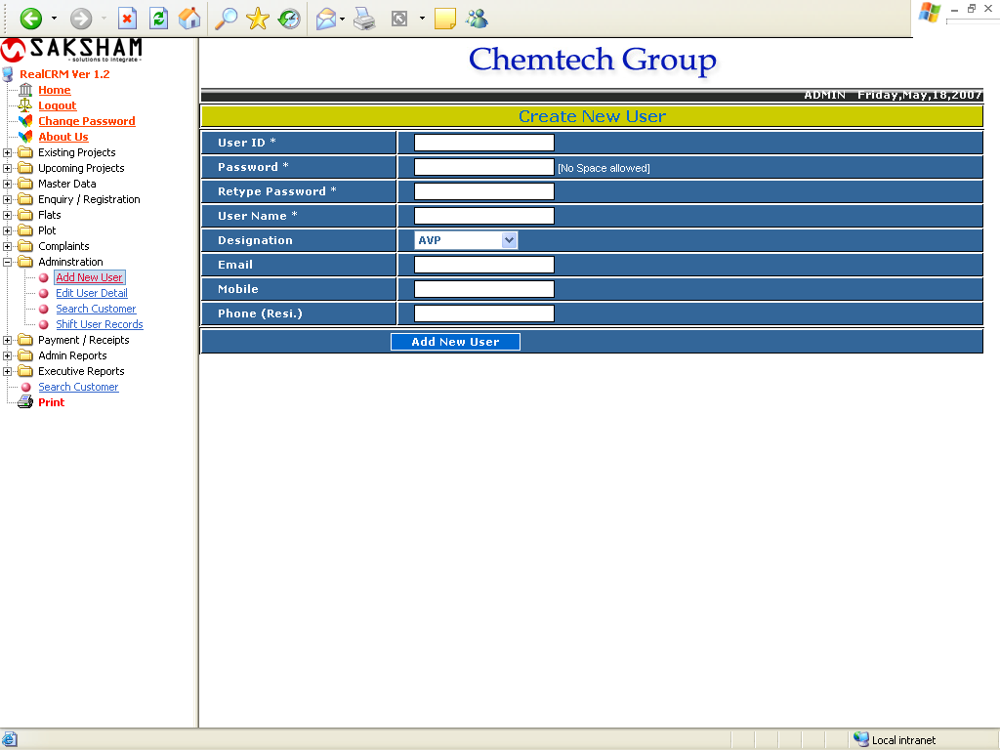 SAKSHAM
- solutions to integrate -
RealCRM Ver 1.2
Home
Logout
Change Password
About Us
Existing Projects
Upcoming Projects
Master Data
Enquiry / Registration
Flats
Plot
Complaints
Adminstration
Add New User
Edit User Detail
Search Customer
Shift User Records
Payment / Receipts
Admin Reports
Executive Reports
Search Customer
Print
Chemtech Group
ADMIN Friday,May,18,2007
Create New User
User ID *
Password * [No Space allowed]
Retype Password *
User Name *
Designation AVP
Email
Mobile
Phone (Resi.)
Add New User
Local intranet